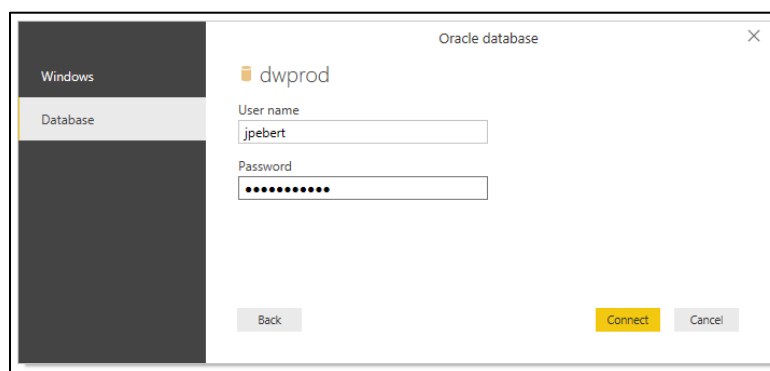 Oracle database
Windows
Database
dwprod
User name
jpebert
Password
•••••••••••
Back
Connect
Cancel